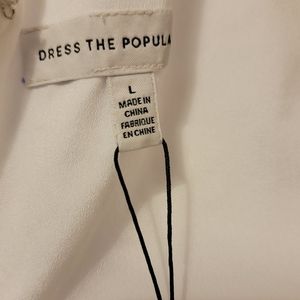 DRESS THE POPULA
L
MADE IN
CHINA
FABRIQUE
EN CHINE